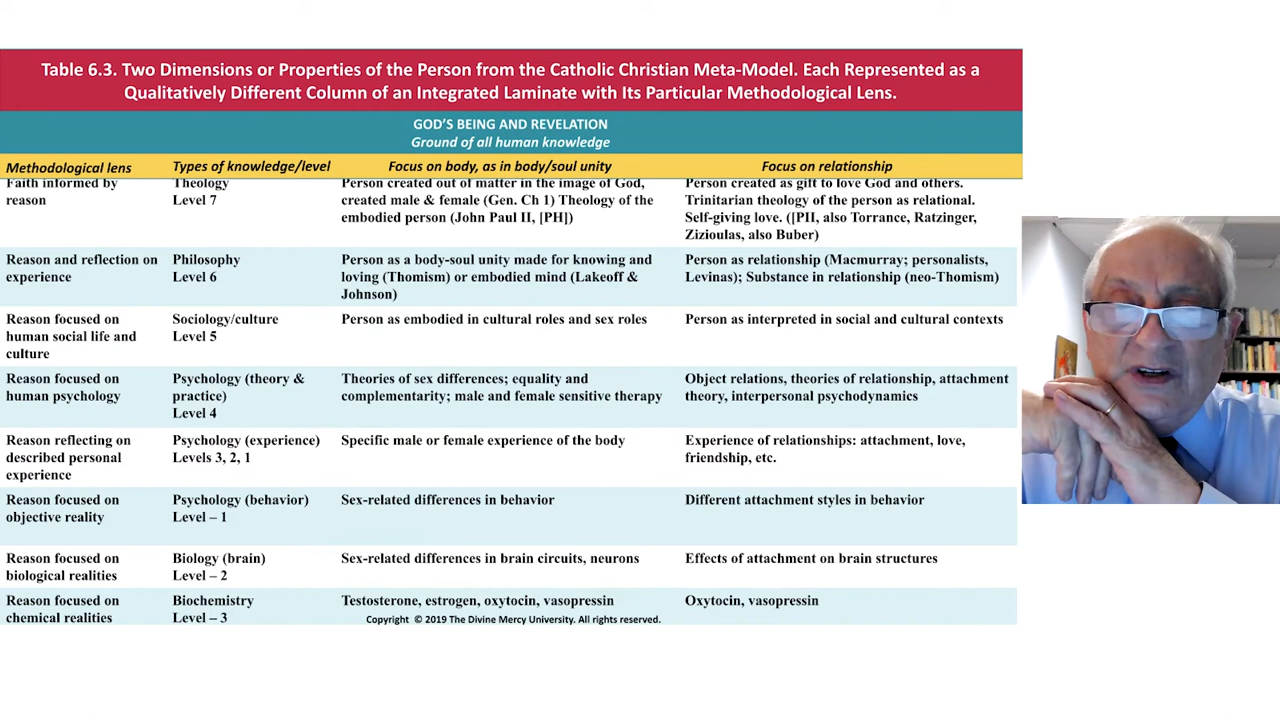 Table 6.3. Two Dimensions or Properties of the Person from the Catholic Christian Meta-Model. Each Represented as a
Qualitatively Different Column of an Integrated Laminate with Its Particular Methodological Lens.
GOD'S BEING AND REVELATION
Ground of all human knowledge
Methodological lens Types of knowledge/level Focus on body, as in body/soul unity Focus on relationship
Faith informed by Theology Person created out of matter in the image of God, Person created as gift to love God and others.
reason Level 7 created male & female (Gen. Ch 1) Theology of the Trinitarian theology of the person as relational.
embodied person (John Paul II, [PH]) Self-giving love. ([PII, also Torrance, Ratzinger,
Zizioulas, also Buber)
Reason and reflection on Philosophy Person as a body-soul unity made for knowing and Person as relationship (Macmurray; personalists,
experience Level 6 loving (Thomism) or embodied mind (Lakeoff & Levinas); Substance in relationship (neo-Thomism)
Johnson)
Reason focused on Sociology/culture Person as embodied in cultural roles and sex roles Person as interpreted in social and cultural contexts
human social life and Level 5
culture
Reason focused on Psychology (theory & Theories of sex differences; equality and Object relations, theories of relationship, attachment
human psychology practice) complementarity; male and female sensitive therapy theory, interpersonal psychodynamics
Level 4
Reason reflecting on Psychology (experience) Specific male or female experience of the body Experience of relationships: attachment, love,
described personal Levels 3, 2, 1 friendship, etc.
experience
Reason focused on Psychology (behavior) Sex-related differences in behavior Different attachment styles in behavior
objective reality Level – 1
Reason focused on Biology (brain) Sex-related differences in brain circuits, neurons Effects of attachment on brain structures
biological realities Level – 2
Reason focused on Biochemistry Testosterone, estrogen, oxytocin, vasopressin Oxytocin, vasopressin
chemical realities Level – 3 Copyright © 2019 The Divine Mercy University. All rights reserved.